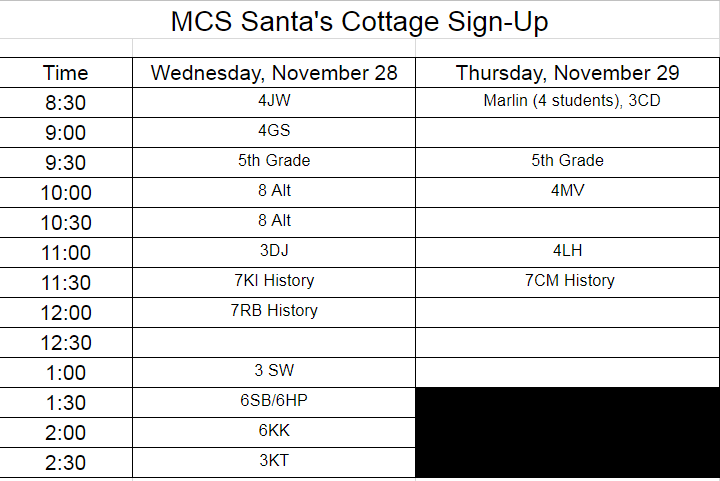 MCS Santa's Cottage Sign-Up
Time Wednesday, November 28 Thursday, November 29
8:30 4JW Marlin (4 students), 3CD
9:00 4GS
9:30 5th Grade 5th Grade
10:00 8 Alt 4MV
10:30 8 Alt
11:00 3DJ 4LH
11:30 7KI History 7CM History
12:00 7RB History
12:30
1:00 3 SW
1:30 6SB/6HP
2:00 6KK
2:30 3KT